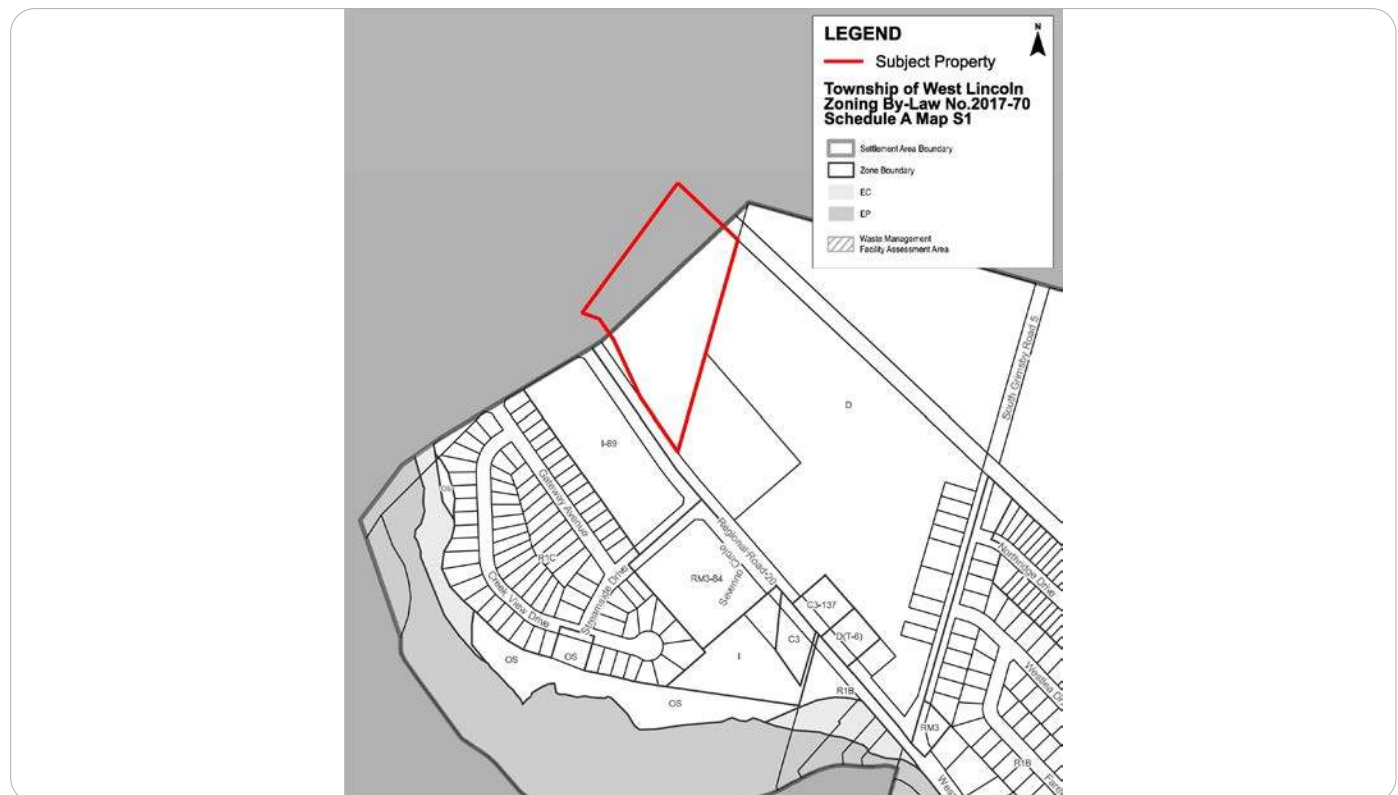 LEGEND
N
Subject Property
Township of West Lincoln
Zoning By-Law No.2017-70
Schedule A Map S1
Settlement Area Boundary
Zone Boundary
EC
EP
Waste Management
Facility Assessment Area
South Grimsby Road 5
D
I-89
OS
Gateway Avenue
R1C
Regional Road 20
Creek View Drive
Streamside Drive
RM3-84
Circle
Northridge Drive
C3-137
C3
D(T-6)
I
OS
OS
OS
R1B
RM3
R1B